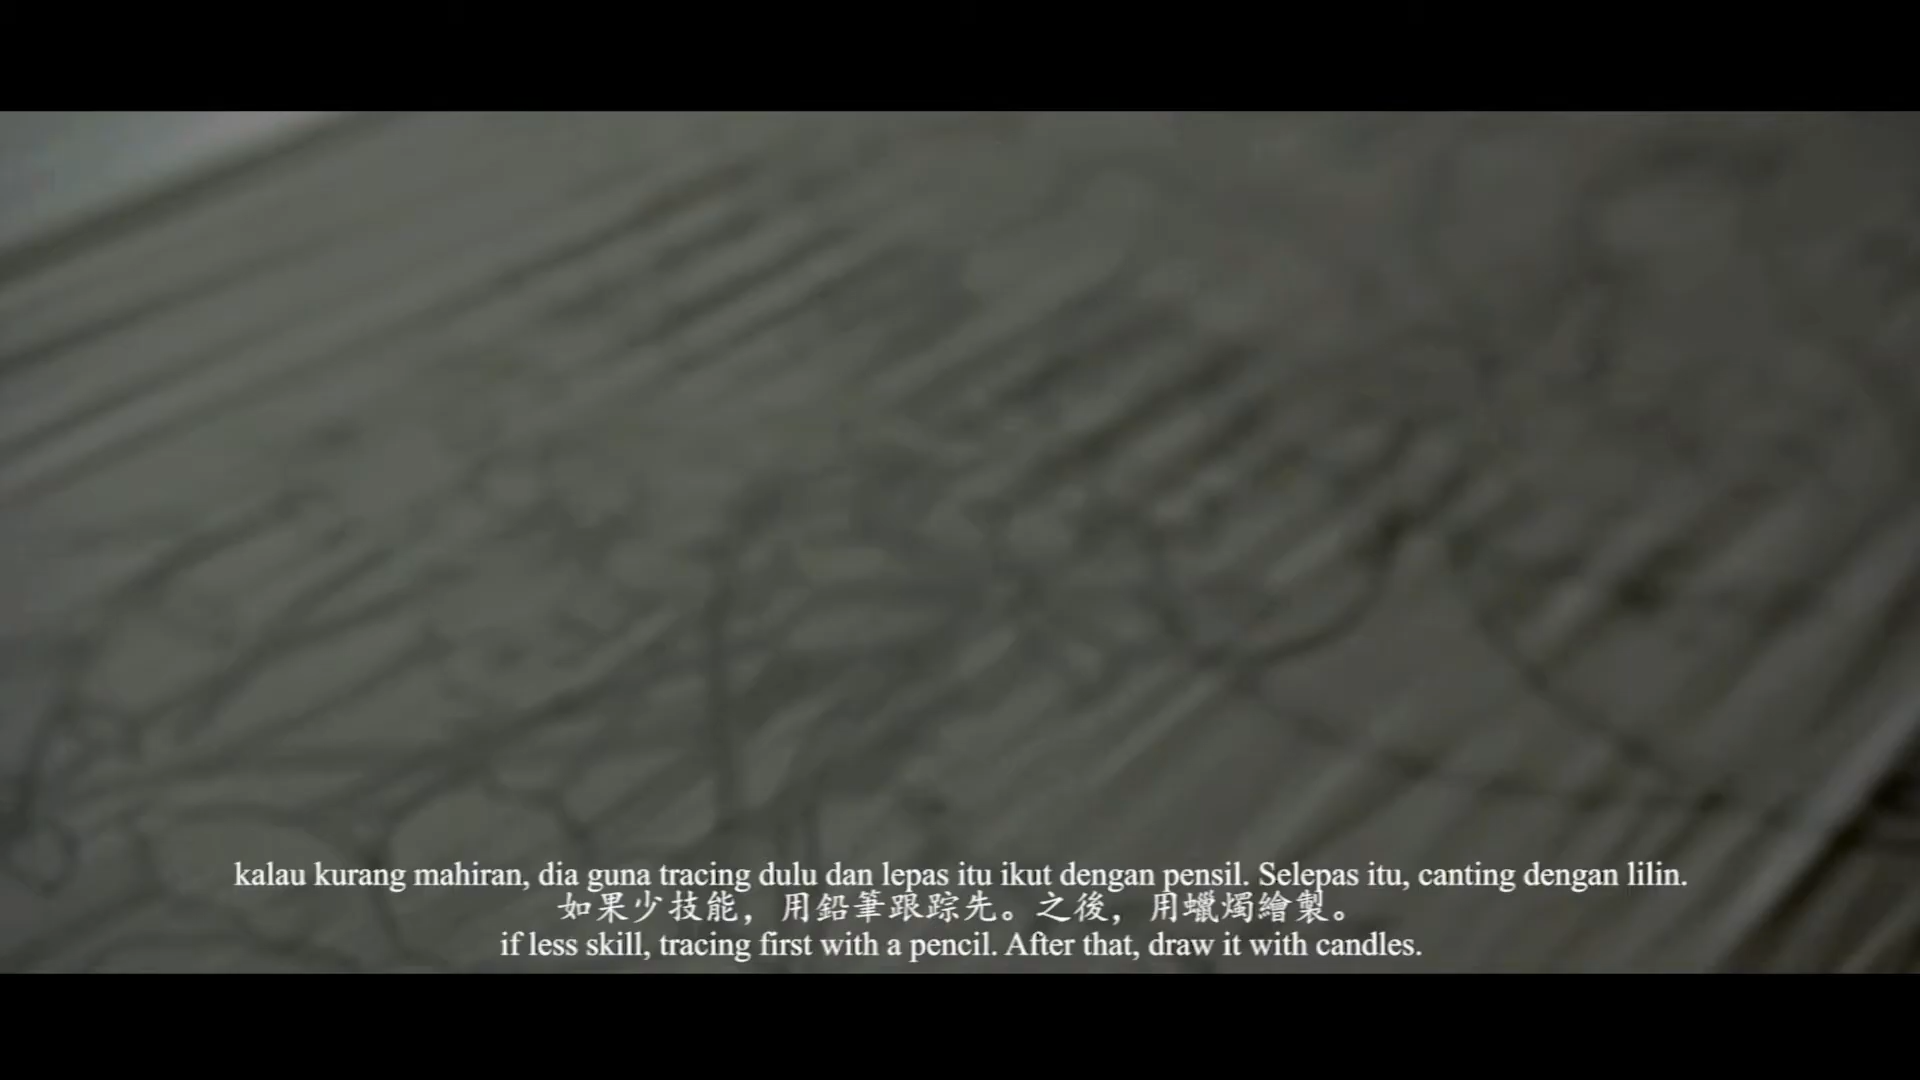 kalau kurang mahiran, dia guna tracing dulu dan lepas itu ikut dengan pensil. Selepas itu, canting dengan lilin.
如果少技能，用鉛筆跟踪先。之後，用蠟燭繪製。
if less skill, tracing first with a pencil. After that, draw it with candles.